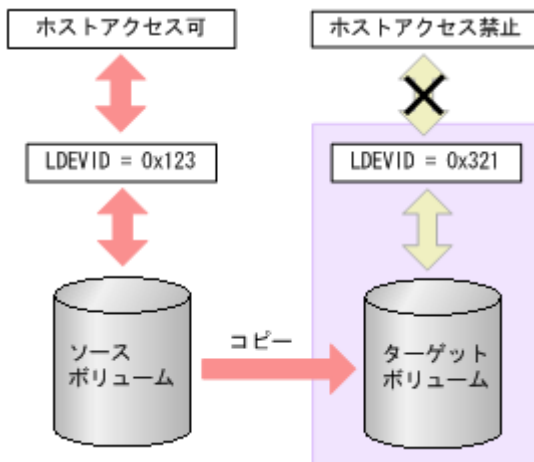 ホストアクセス可
ホストアクセス禁止
LDEVID = 0x123
LDEVID = 0x321
ソース
ボリューム
コピー
ターゲット
ボリューム